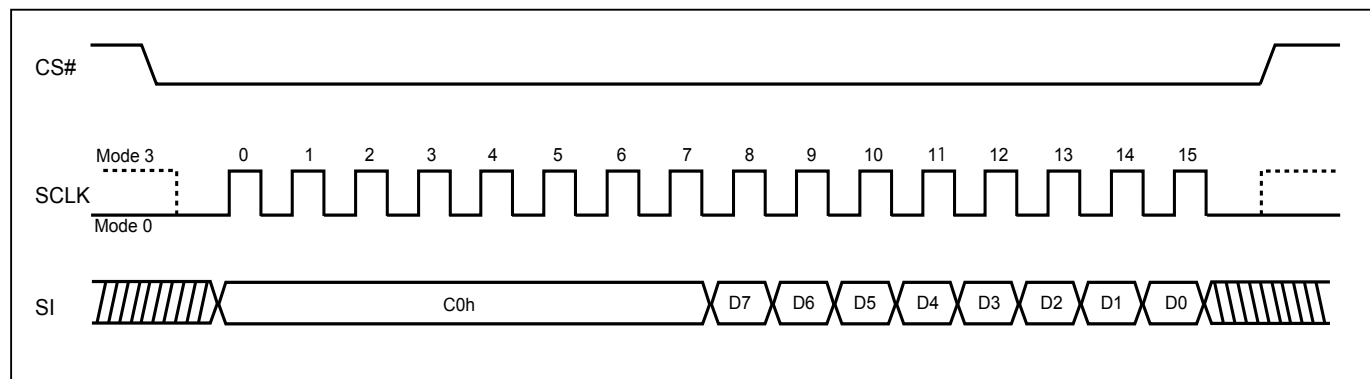 CS#
Mode 3 0 1 2 3 4 5 6 7 8 9 10 11 12 13 14 15
SCLK
Mode 0
SI C0h D7 D6 D5 D4 D3 D2 D1 D0